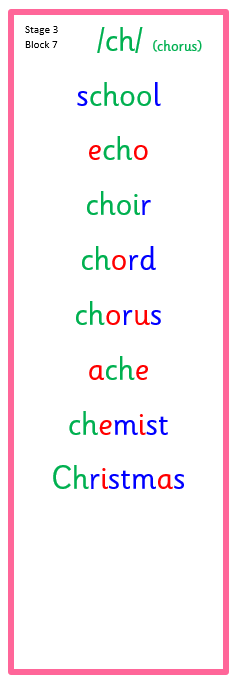 Stage 3
Block 7
/ch/ (chorus)
school
echo
choir
chord
chorus
ache
chemist
Christmas